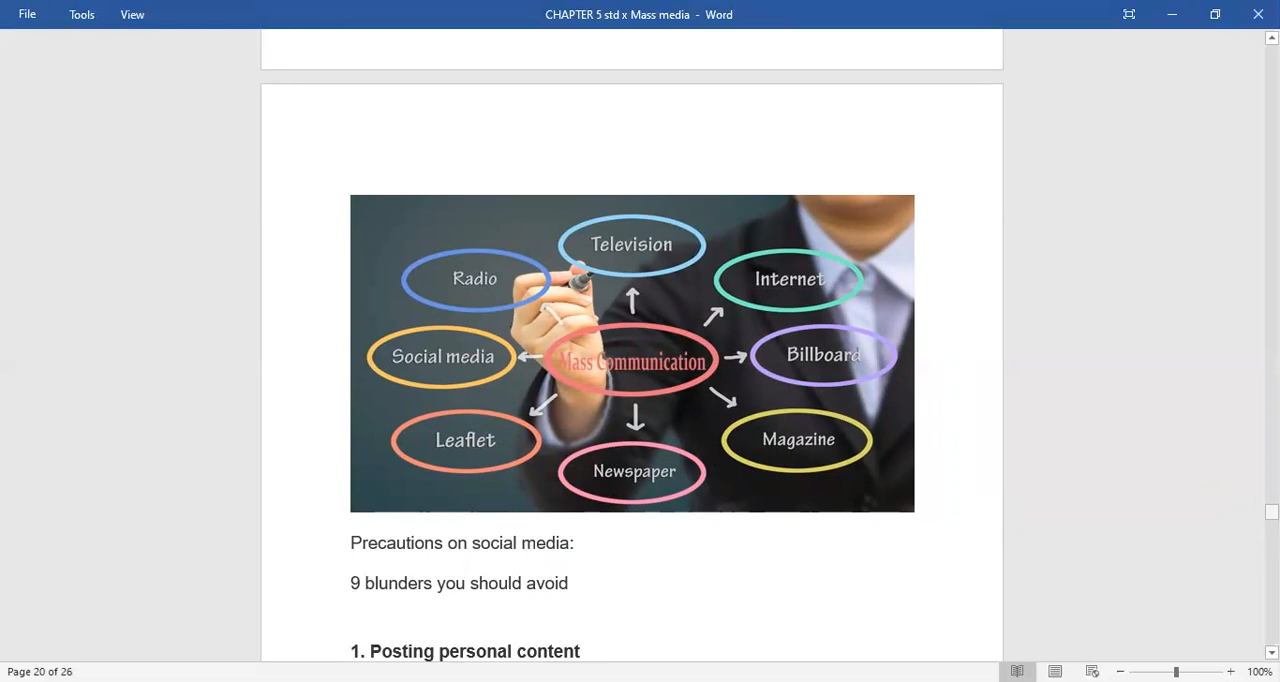 File Tools View CHAPTER 5 std x Mass media - Word
Television
Radio
Internet
Social media
Mass Communication
Billboard
Leaflet
Magazine
Newspaper
Precautions on social media:
9 blunders you should avoid
1. Posting personal content
Page 20 of 26
100%